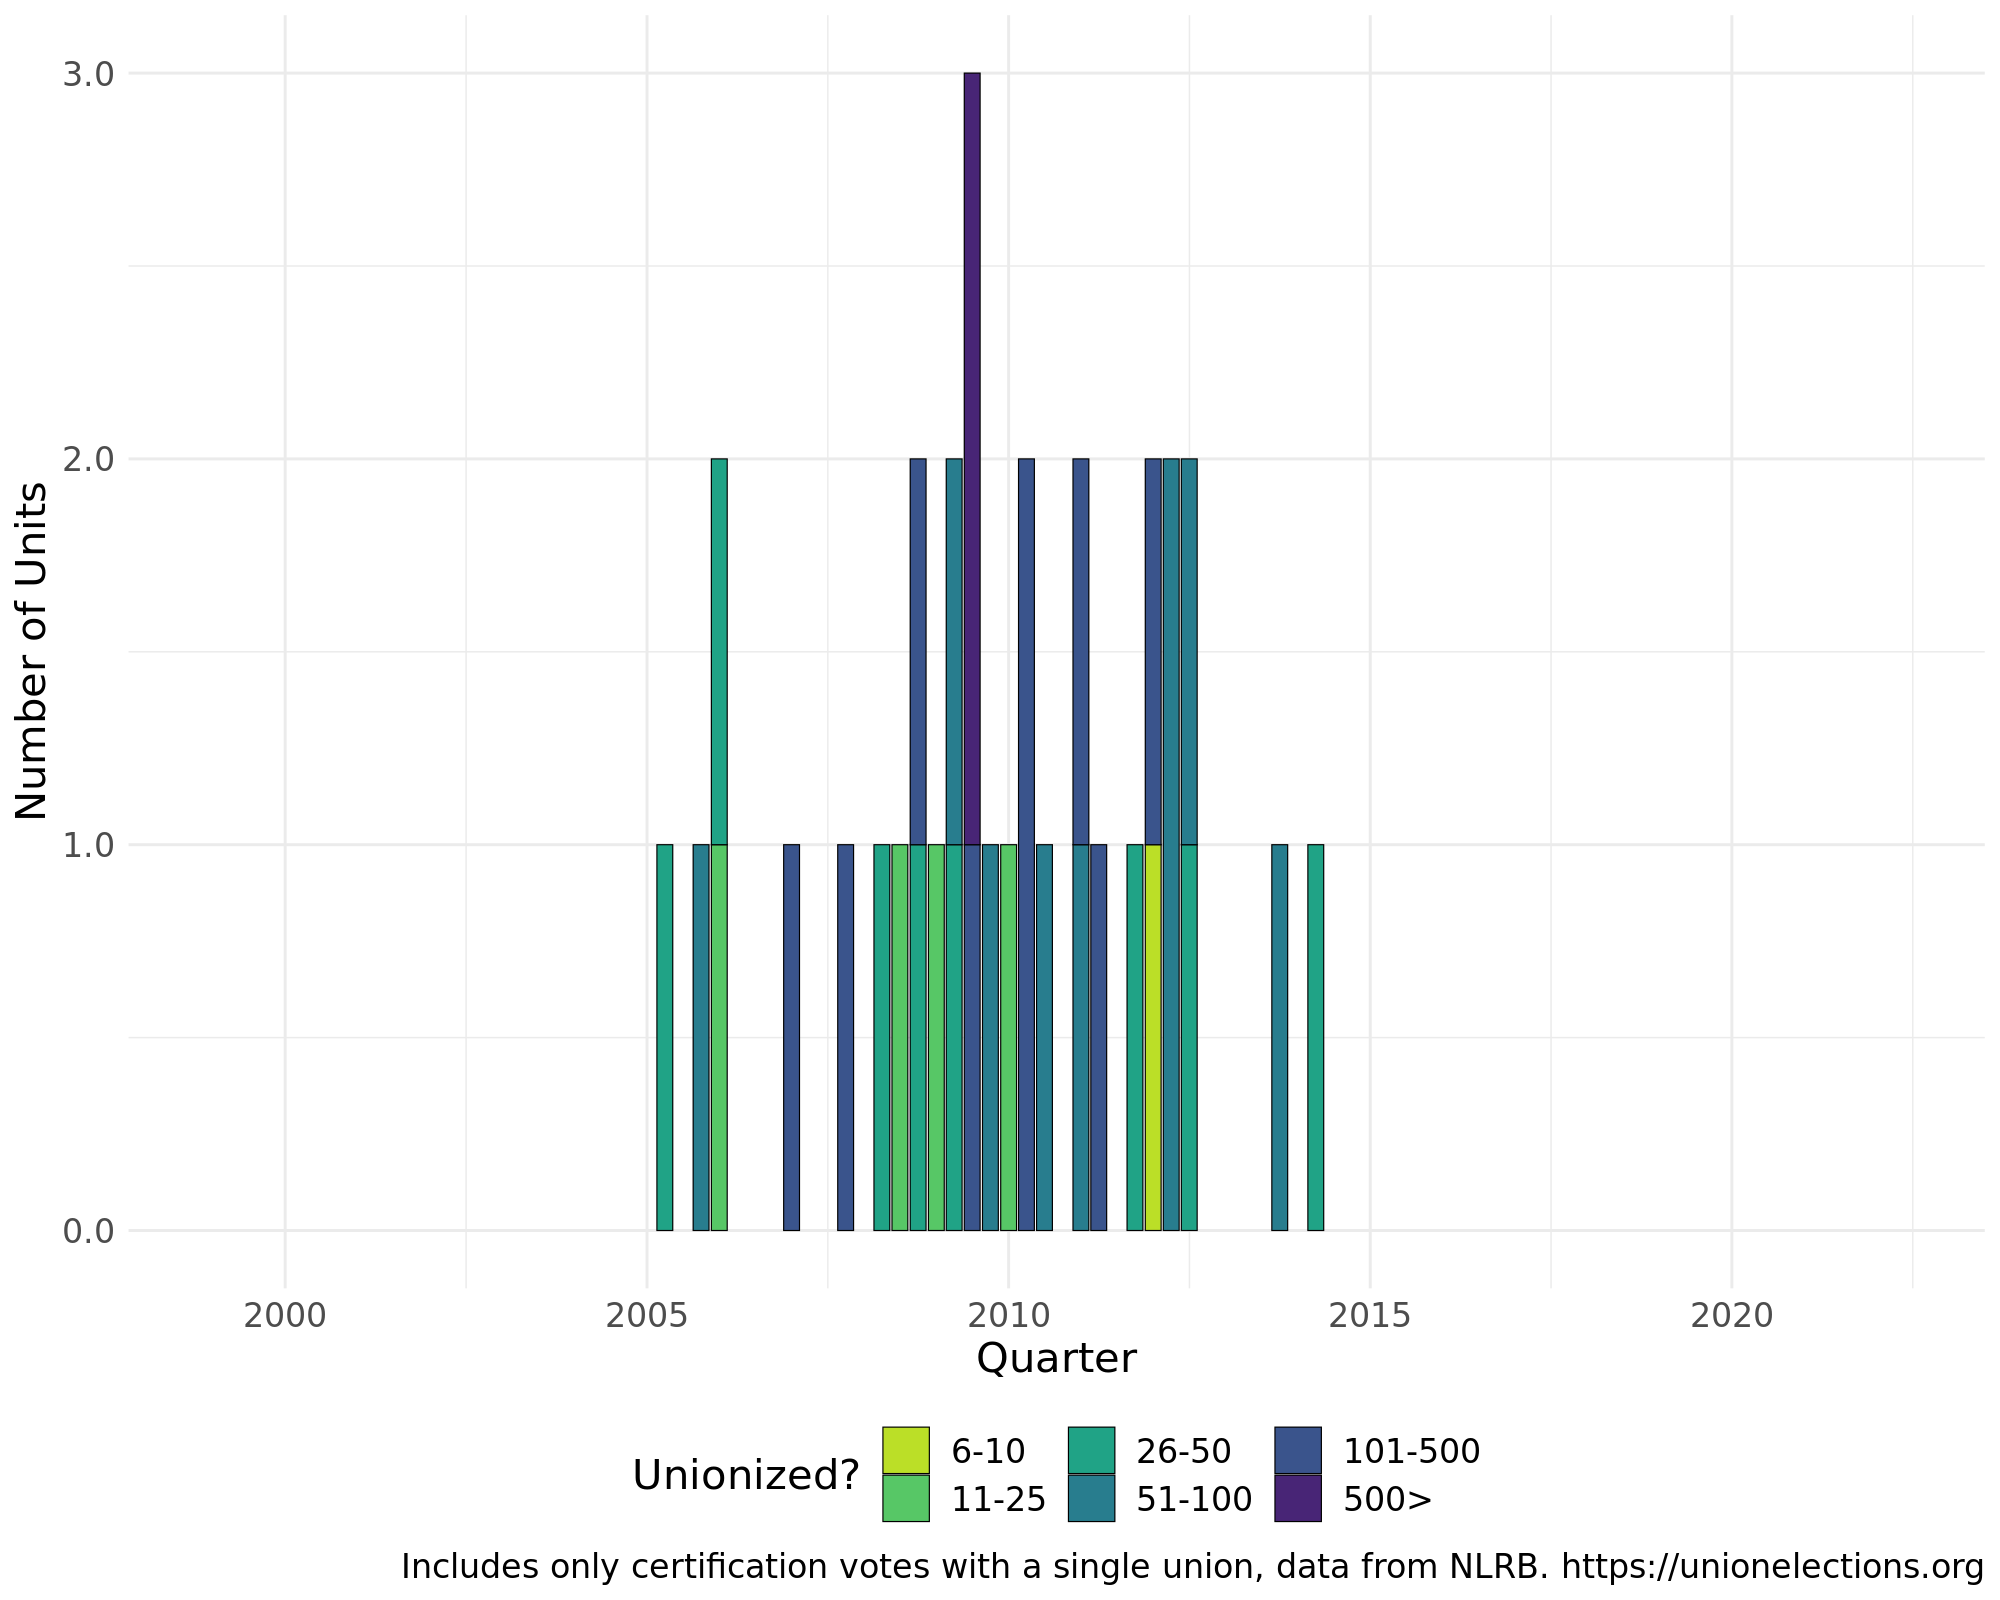 3.0
2.0
1.0
0.0
Number of Units
2000 2005 2010 2015 2020
Quarter
Unionized?
6-10 26-50 101-500
11-25 51-100 500>
Includes only certification votes with a single union, data from NLRB. https://unionelections.org